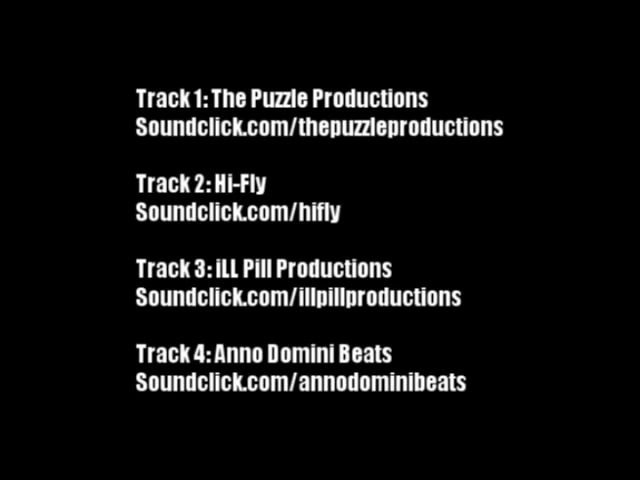 Track 1: The Puzzle Productions
Soundclick.com/thepuzzleproductions
Track 2: Hi-Fly
Soundclick.com/hifly
Track 3: iLL Pill Productions
Soundclick.com/illpillproductions
Track 4: Anno Domini Beats
Soundclick.com/annodominibeats